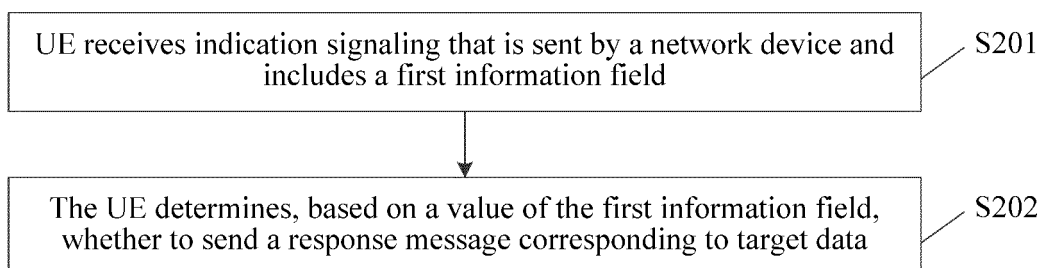 UE receives indication signaling that is sent by a network device and
includes a first information field
S201
The UE determines, based on a value of the first information field,
whether to send a response message corresponding to target data
S202